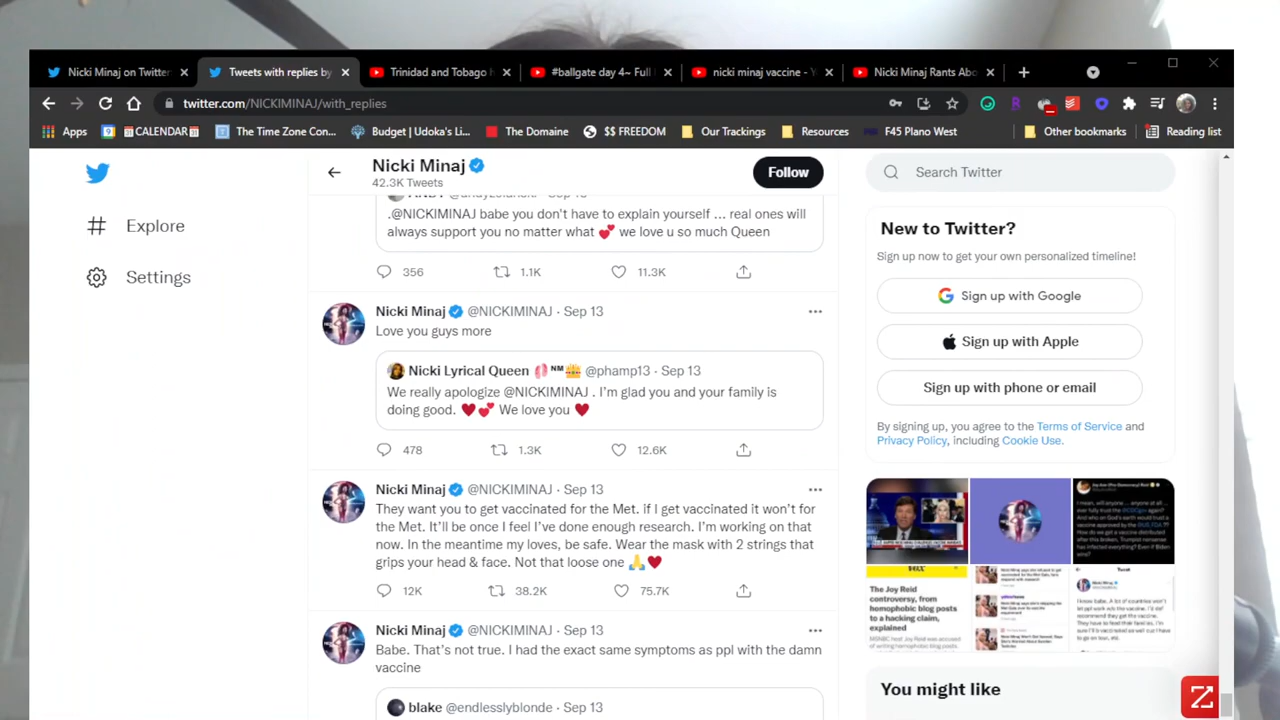 Nicki Minaj on Twitter
Tweets with replies by
Trinidad and Tobago
#ballgate day 4~ Full
nicki minaj vaccine -
Nicki Minaj Rants Abo
twitter.com/NICKIMINAJ/with_replies
Apps
CALENDAR
The Time Zone Con...
Budget | Udoka's Li...
The Domaine
$$ FREEDOM
Our Trackings
Resources
F45 Plano West
Other bookmarks
Reading list
Explore
Settings
Nicki Minaj
42.3K Tweets
Follow
Sep 13
.@NICKIMINAJ babe you don't have to explain yourself ... real ones will
always support you no matter what 💕 we love u so much Queen
356 1.1K 11.3K
Nicki Minaj @NICKIMINAJ · Sep 13
Love you guys more
Nicki Lyrical Queen @phamp13 · Sep 13
We really apologize @NICKIMINAJ . I'm glad you and your family is
doing good. ♥️💕 We love you ♥️
478 1.3K 12.6K
Nicki Minaj @NICKIMINAJ · Sep 13
get vaccinated for the Met. if I get vaccinated it won't for
the Met. It'll be once I feel I've done enough research. I'm working on that
now. In the meantime my loves, be safe. Wear the mask with 2 strings that
grips your head & face. Not that loose one 🙏♥️
38.2K 75.7K
Nicki Minaj @NICKIMINAJ · Sep 13
Babe. That's not true. I had the exact same symptoms as ppl with the damn
vaccine
blake @endlesslyblonde · Sep 13
Search Twitter
New to Twitter?
Sign up now to get your own personalized timeline!
Sign up with Google
Sign up with Apple
Sign up with phone or email
By signing up, you agree to the Terms of Service and
Privacy Policy, including Cookie Use.
The Joy Reid
controversy, from
homophobic blog posts
to a hacking claim,
explained
You might like